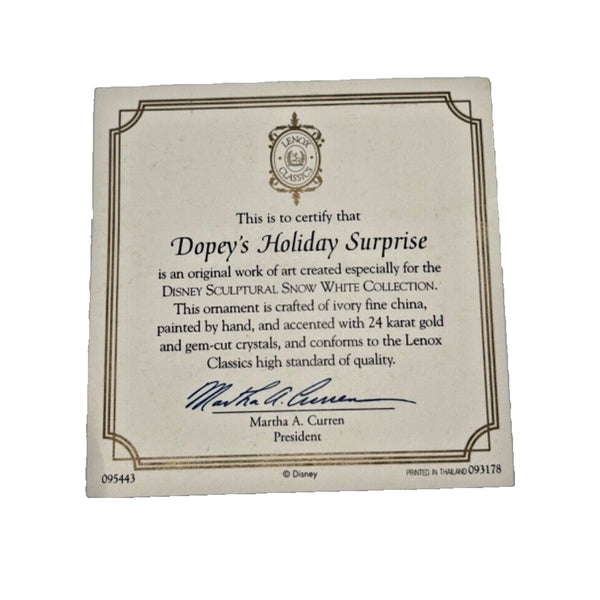 LENOX
CLASSICS
This is to certify that
Dopey's Holiday Surprise
is an original work of art created especially for the
DISNEY SCULPTURAL SNOW WHITE COLLECTION.
This ornament is crafted of ivory fine china,
painted by hand, and accented with 24 karat gold
and gem-cut crystals, and conforms to the Lenox
Classics high standard of quality.
Martha A. Curren
Martha A. Curren
President
095443 © Disney PRINTED IN THAILAND 093178